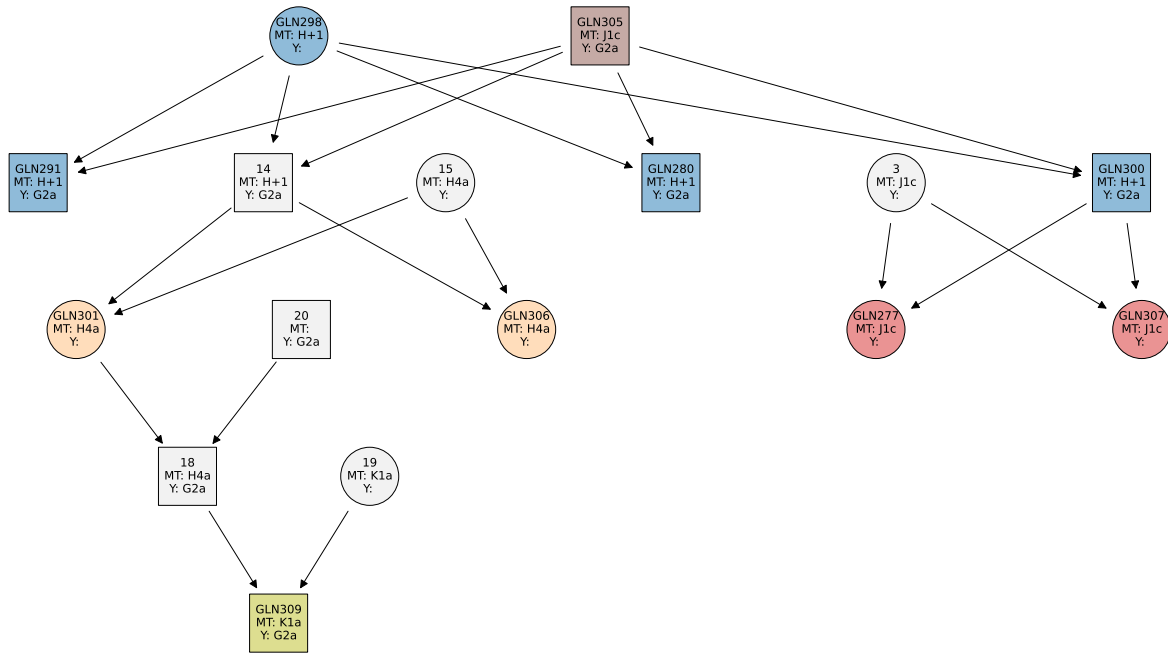 GLN298
MT: H+1
Y:
GLN305
MT: J1c
Y: G2a
GLN291
MT: H+1
Y: G2a
14
MT: H+1
Y: G2a
15
MT: H4a
Y:
GLN280
MT: H+1
Y: G2a
3
MT: J1c
Y:
GLN300
MT: H+1
Y: G2a
GLN301
MT: H4a
Y:
20
MT:
Y: G2a
GLN306
MT: H4a
Y:
GLN277
MT: J1c
Y:
GLN307
MT: J1c
Y:
18
MT: H4a
Y: G2a
19
MT: K1a
Y:
GLN309
MT: K1a
Y: G2a